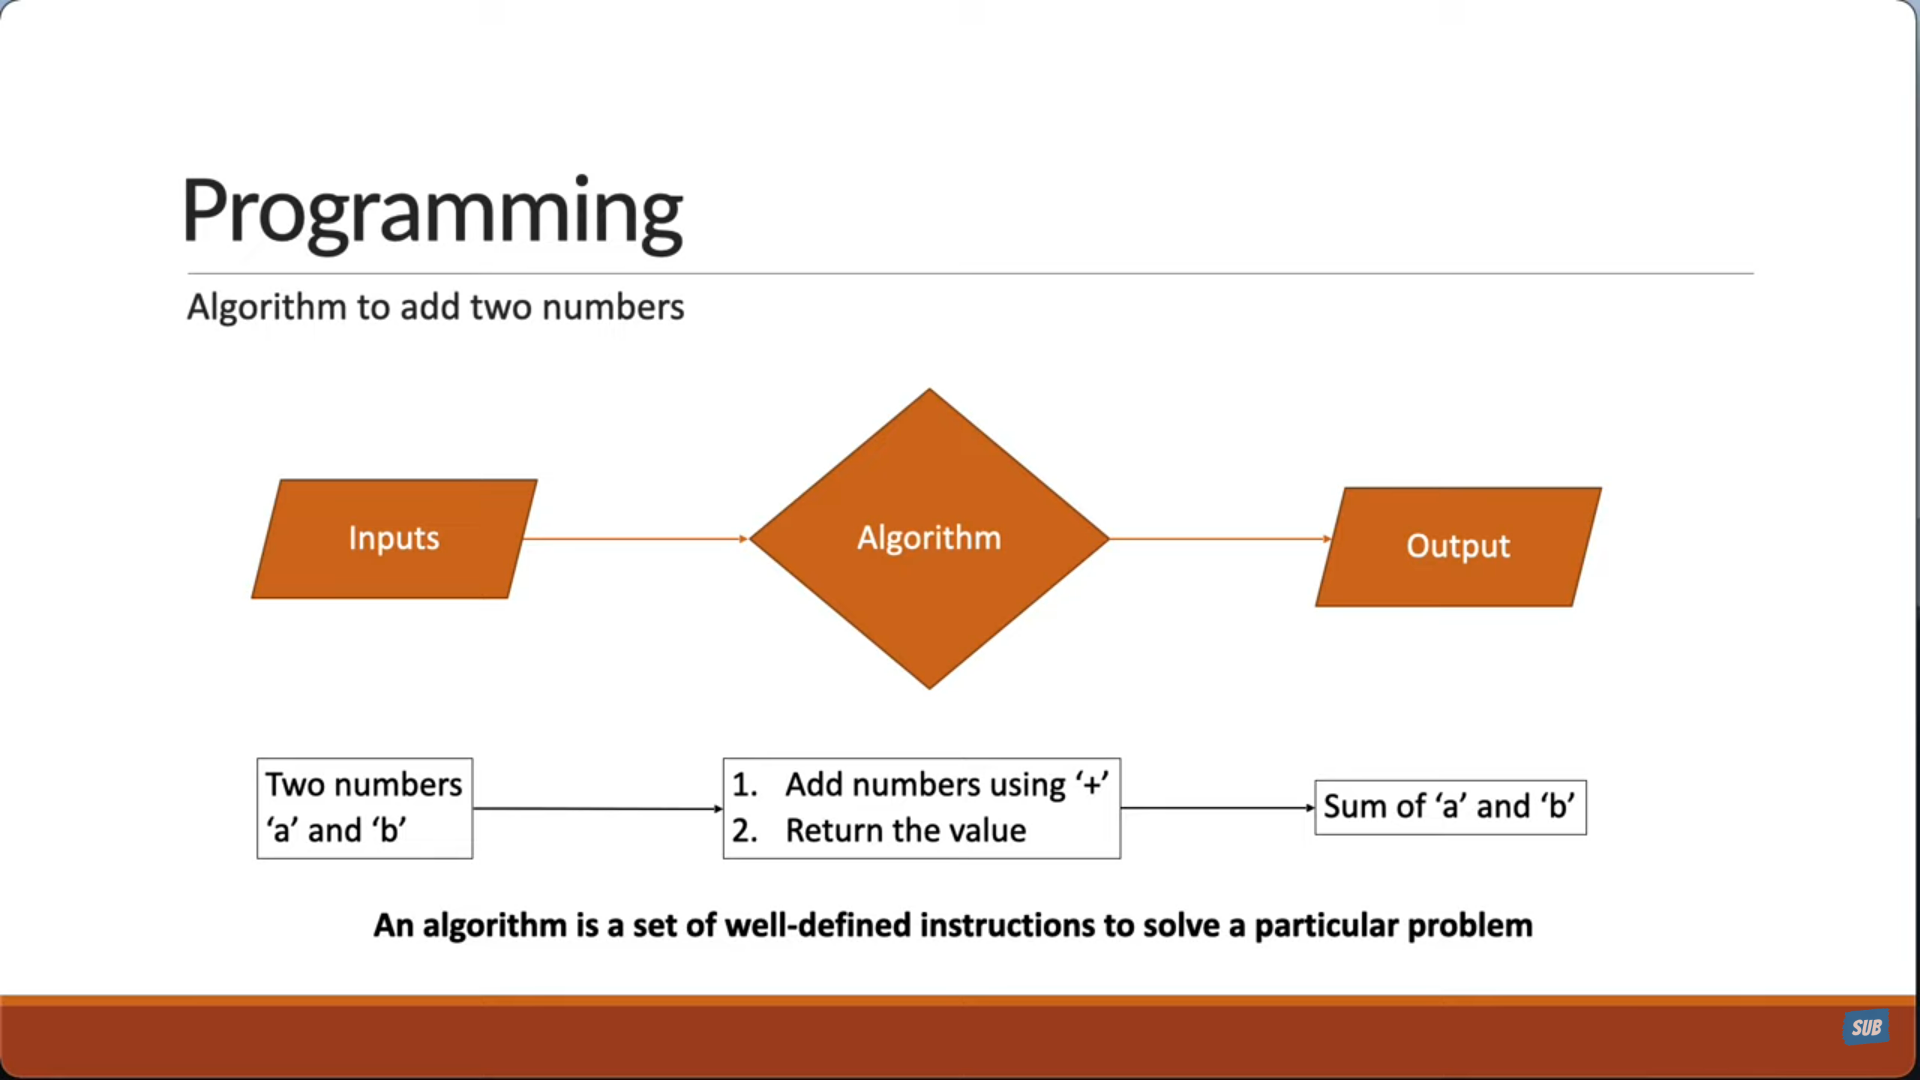 Programming
Algorithm to add two numbers
Inputs
Algorithm
Output
Two numbers
‘a’ and ‘b’
1. Add numbers using ‘+’
2. Return the value
Sum of ‘a’ and ‘b’
An algorithm is a set of well-defined instructions to solve a particular problem
SUB